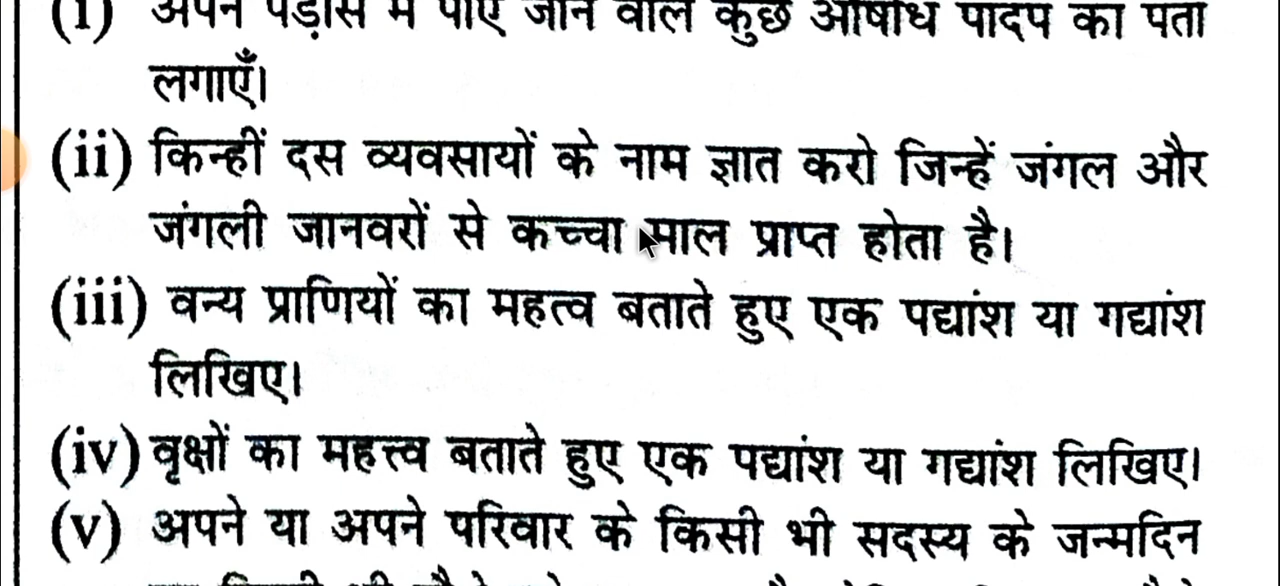 (i) अपने पड़ोस में पाए जाने वाले कुछ औषधि पादप का पता
लगाएँ।
(ii) किन्हीं दस व्यवसायों के नाम ज्ञात करो जिन्हें जंगल और
जंगली जानवरों से कच्चा माल प्राप्त होता है।
(iii) वन्य प्राणियों का महत्व बताते हुए एक पद्यांश या गद्यांश
लिखिए।
(iv) वृक्षों का महत्त्व बताते हुए एक पद्यांश या गद्यांश लिखिए।
(v) अपने या अपने परिवार के किसी भी सदस्य के जन्मदिन